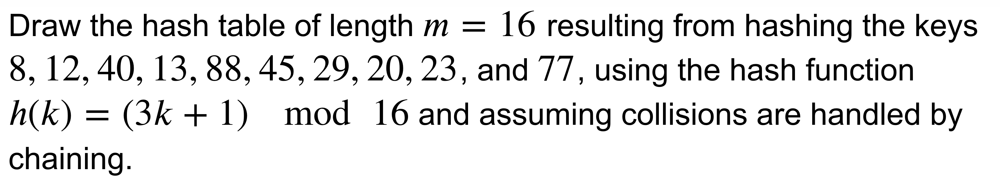 Draw the hash table of length m = 16 resulting from hashing the keys
8, 12, 40, 13, 88, 45, 29, 20, 23, and 77, using the hash function
h(k) = (3k + 1) mod 16 and assuming collisions are handled by
chaining.